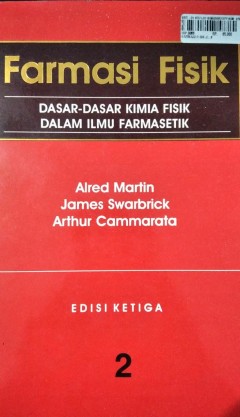 Farmasi Fisik
DASAR-DASAR KIMIA FISIK
DALAM ILMU FARMASETIK
Alred Martin
James Swarbrick
Arthur Cammarata
EDISI KETIGA
2